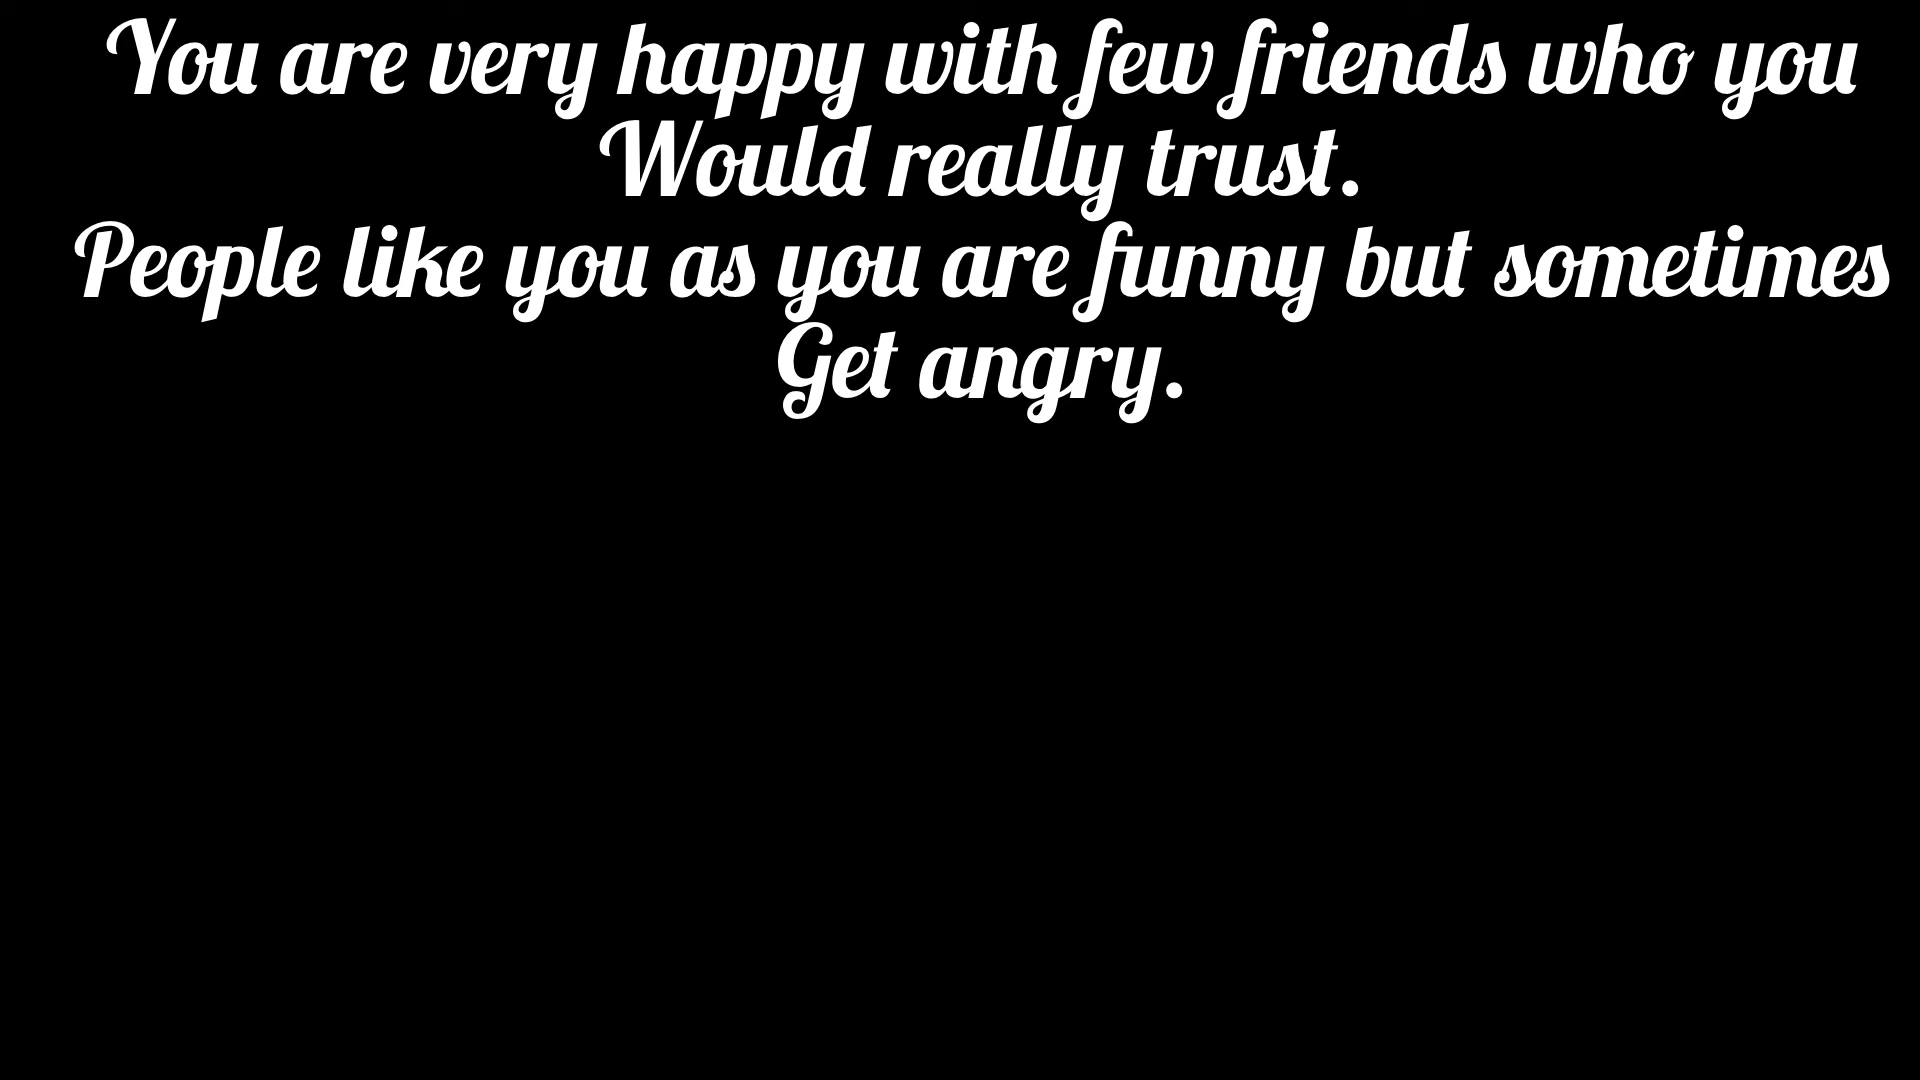 You are very happy with few friends who you
Would really trust.
People like you as you are funny but sometimes
Get angry.